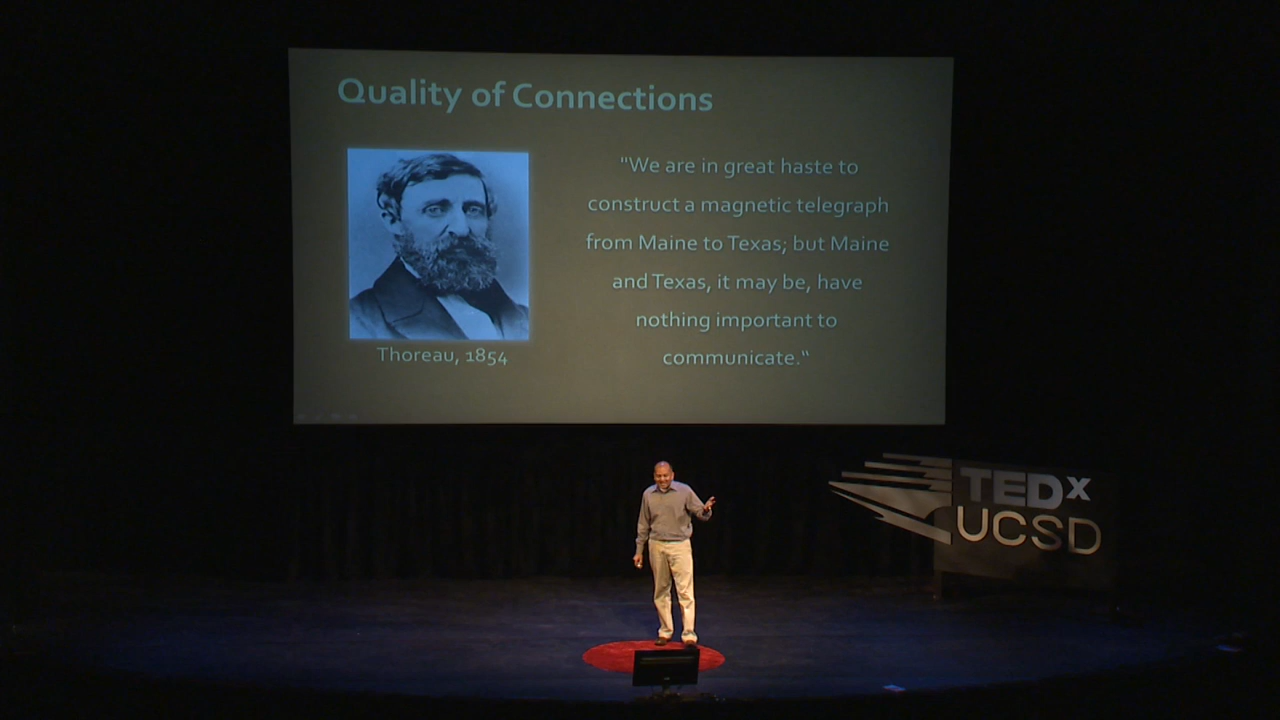 Quality of Connections
"We are in great haste to
construct a magnetic telegraph
from Maine to Texas; but Maine
and Texas, it may be, have
nothing important to
communicate."
Thoreau, 1854
TEDx
UCSD